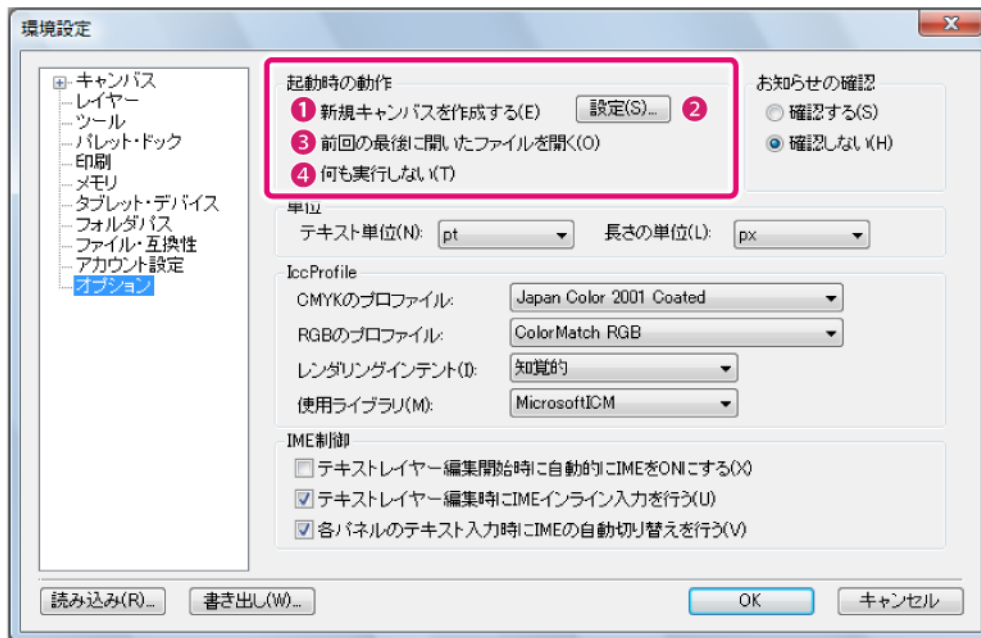 環境設定
キャンバス
レイヤー
ツール
パレット・ドック
印刷
メモリ
タブレット・デバイス
フォルダパス
ファイル・互換性
アカウント設定
オプション
起動時の動作
1 新規キャンバスを作成する(E) 設定(S)... 2
3 前回の最後に開いたファイルを開く(O)
4 何も実行しない(T)
お知らせの確認
確認する(S)
確認しない(H)
単位
テキスト単位(N): pt 長さの単位(L): px
IccProfile
CMYKのプロファイル: Japan Color 2001 Coated
RGBのプロファイル: ColorMatch RGB
レンダリングインテント(I): 知覚的
使用ライブラリ(M): MicrosoftICM
IME制御
テキストレイヤー編集開始時に自動的にIMEをONにする(X)
テキストレイヤー編集時にIMEインライン入力を行う(U)
各パネルのテキスト入力時にIMEの自動切り替えを行う(V)
読み込み(R)... 書き出し(W)... OK キャンセル